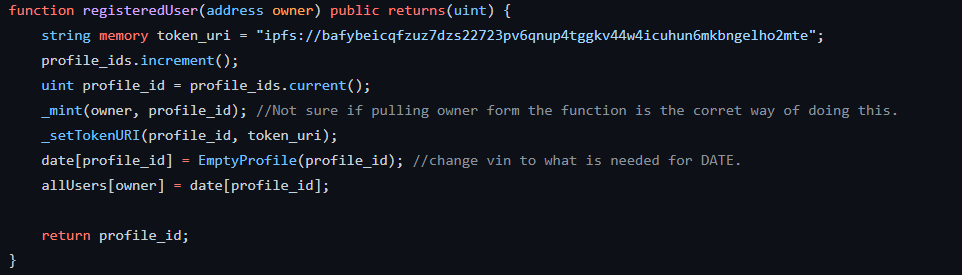 function registeredUser(address owner) public returns(uint) {
    string memory token_uri = "ipfs://bafybeicqfzuz7dzs22723pv6qnup4tggkv44w4icuhun6mkbngelho2mte";
    profile_ids.increment();
    uint profile_id = profile_ids.current();
    _mint(owner, profile_id); //Not sure if pulling owner form the function is the corret way of doing this.
    _setTokenURI(profile_id, token_uri);
    date[profile_id] = EmptyProfile(profile_id); //change vin to what is needed for DATE.
    allUsers[owner] = date[profile_id];
    return profile_id;
}